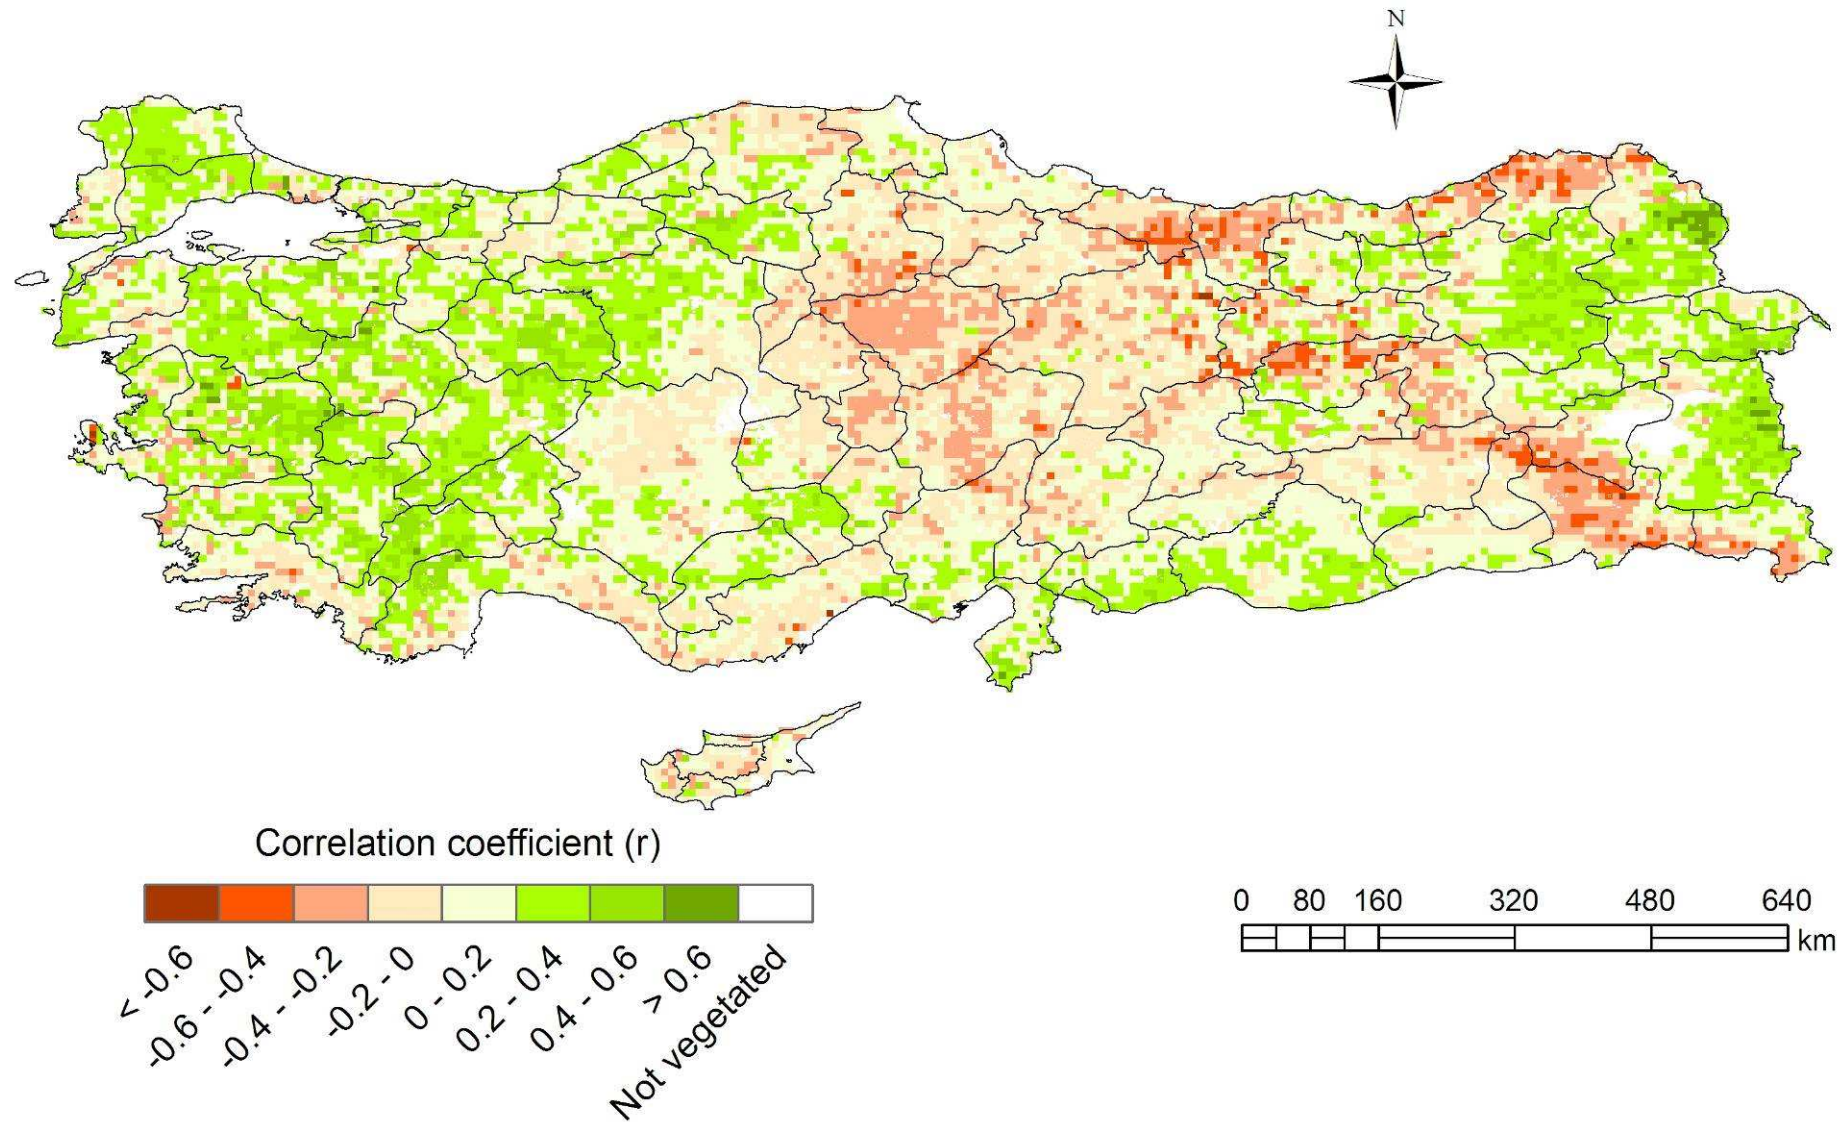 N
Correlation coefficient (r)
< -0.6
-0.6 - -0.4
-0.4 - -0.2
-0.2 - 0
0 - 0.2
0.2 - 0.4
0.4 - 0.6
> 0.6
Not vegetated
0 80 160 320 480 640
km